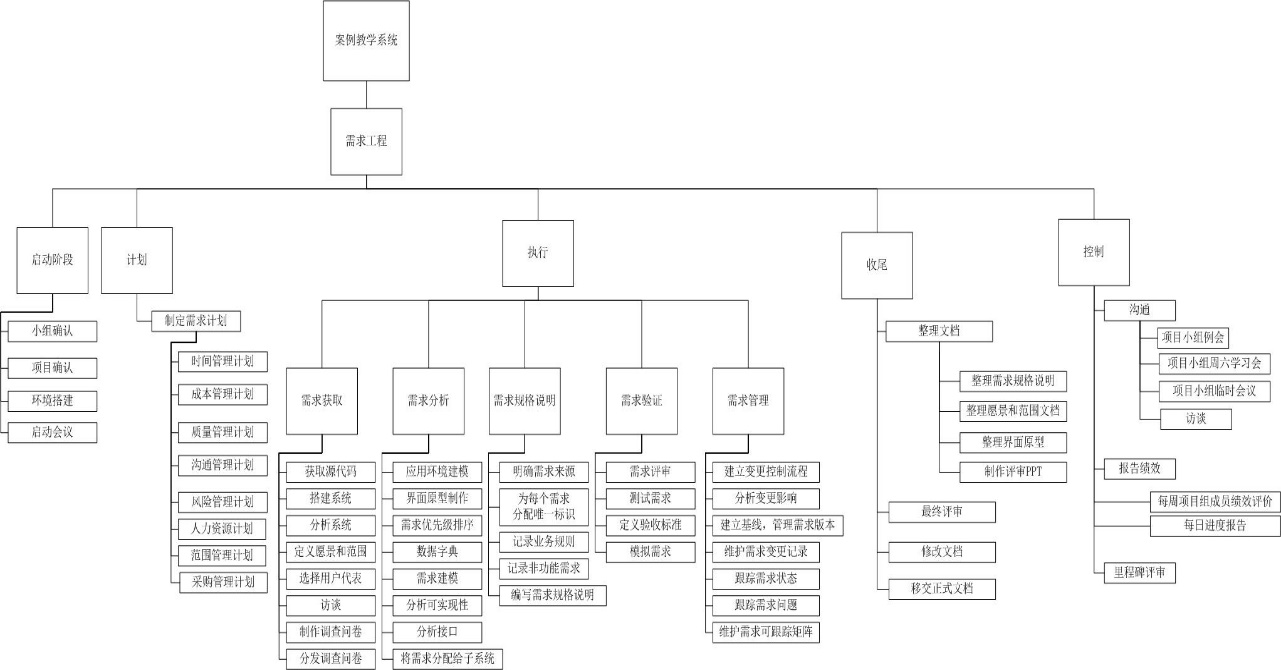 案例教学系统
需求工程
启动阶段
小组确认
项目确认
环境搭建
启动会议
计划
制定需求计划
时间管理计划
成本管理计划
质量管理计划
沟通管理计划
风险管理计划
人力资源计划
范围管理计划
采购管理计划
执行
需求获取
获取源代码
搭建系统
分析系统
定义愿景和范围
选择用户代表
访谈
制作调查问卷
分发调查问卷
需求分析
应用环境建模
界面原型制作
需求优先级排序
数据字典
需求建模
分析可实现性
分析接口
将需求分配给子系统
需求规格说明
明确需求来源
为每个需求
分配唯一标识
记录业务规则
记录非功能需求
编写需求规格说明
需求验证
需求评审
测试需求
定义验收标准
模拟需求
需求管理
建立变更控制流程
分析变更影响
建立基线，管理需求版本
维护需求变更记录
跟踪需求状态
跟踪需求问题
维护需求可跟踪矩阵
收尾
整理文档
整理需求规格说明
整理愿景和范围文档
整理界面原型
制作评审PPT
最终评审
修改文档
移交正式文档
控制
沟通
项目小组例会
项目小组周六学习会
项目小组临时会议
访谈
报告绩效
每周项目组成员绩效评价
每日进度报告
里程碑评审